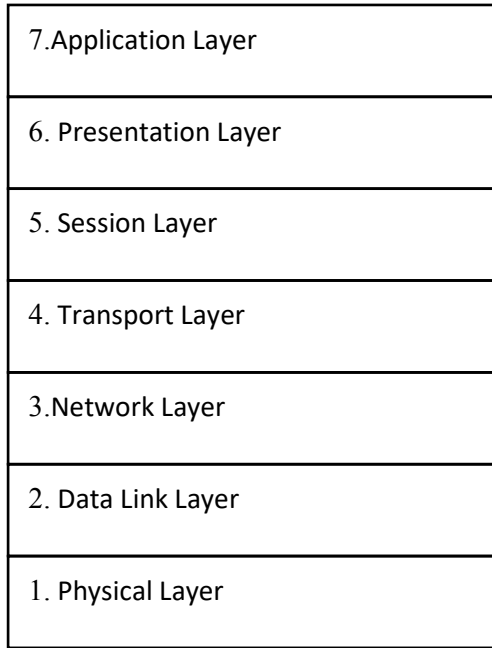 7.Application Layer
6. Presentation Layer
5. Session Layer
4. Transport Layer
3.Network Layer
2. Data Link Layer
1. Physical Layer